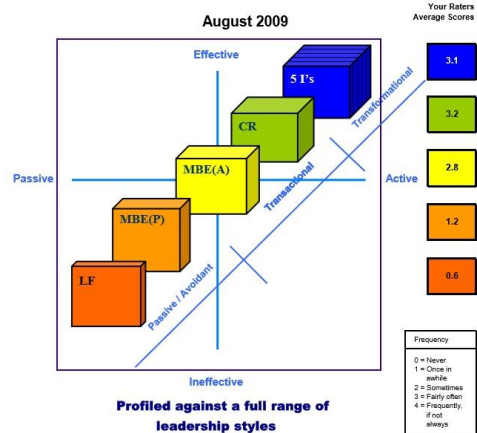 August 2009
Your Raters
Average Scores
Effective
5 I's
3.1
CR
Transformational
3.2
Passive
MBE(A)
Transactional
Active
2.8
MBE(P)
1.2
LF
Passive / Avoidant
0.6
Ineffective
Frequency
0 = Never
1 = Once in
awhile
2 = Sometimes
3 = Fairly often
4 = Frequently,
if not
always
Profiled against a full range of
leadership styles